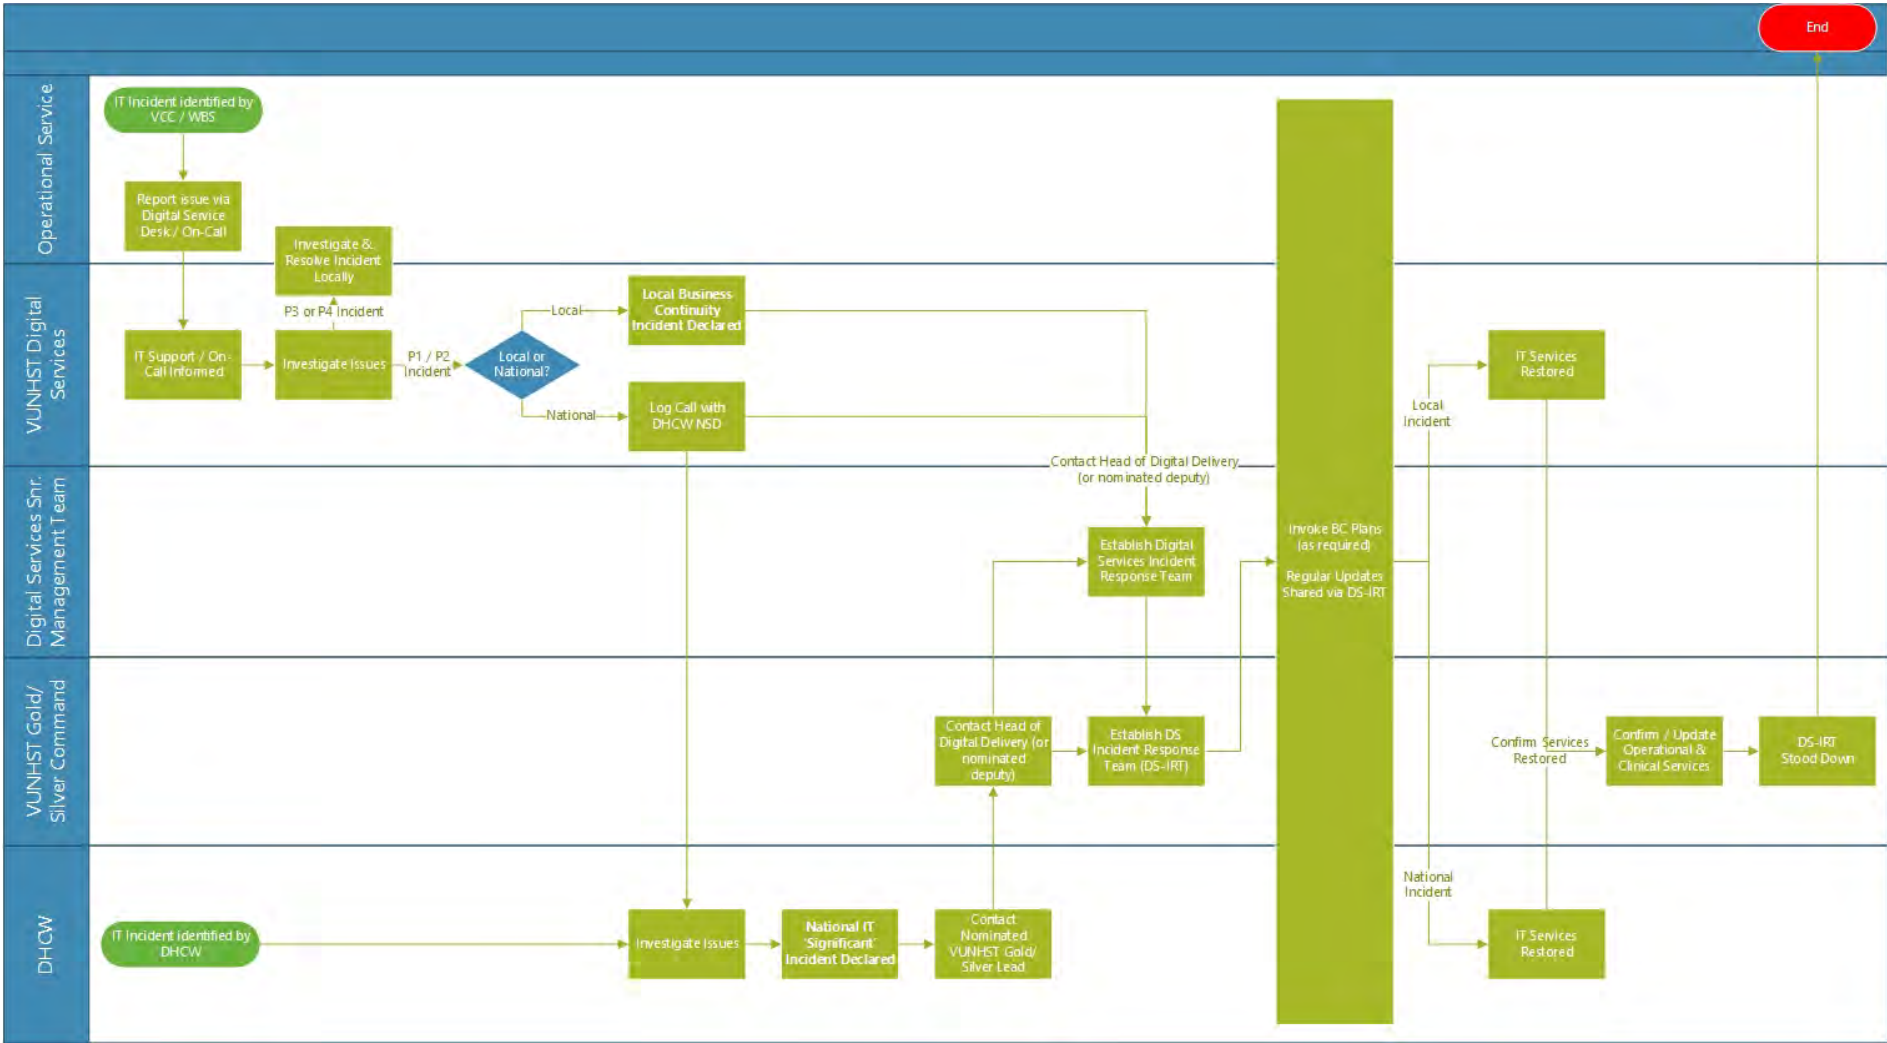 End
Operational Service
IT Incident identified by
VCC / WBS
Report issue via
Digital Service
Desk / On-Call
Investigate &
Resolve Incident
Locally
VUNHST Digital
Services
P3 or P4 Incident
IT Support / On-
Call Informed
Investigate Issues
P1 / P2
Incident
Local or
National?
Local
Local Business
Continuity
Incident Declared
National
Log Call with
DHCW NSD
Contact Head of Digital Delivery
(or nominated deputy)
IT Services
Restored
Local
Incident
Digital Services Snr.
Management Team
Establish Digital
Services Incident
Response Team
Invoke BC Plans
(as required)
Regular Updates
Shared via DS-IRT
VUNHST Gold/
Silver Command
Contact Head of
Digital Delivery (or
nominated
deputy)
Establish DS
Incident Response
Team (DS-IRT)
Confirm Services
Restored
Confirm / Update
Operational &
Clinical Services
DS-IRT
Stood Down
DHCW
IT Incident identified by
DHCW
Investigate Issues
National IT
'Significant'
Incident Declared
Contact
Nominated
VUNHST Gold/
Silver Lead
National
Incident
IT Services
Restored